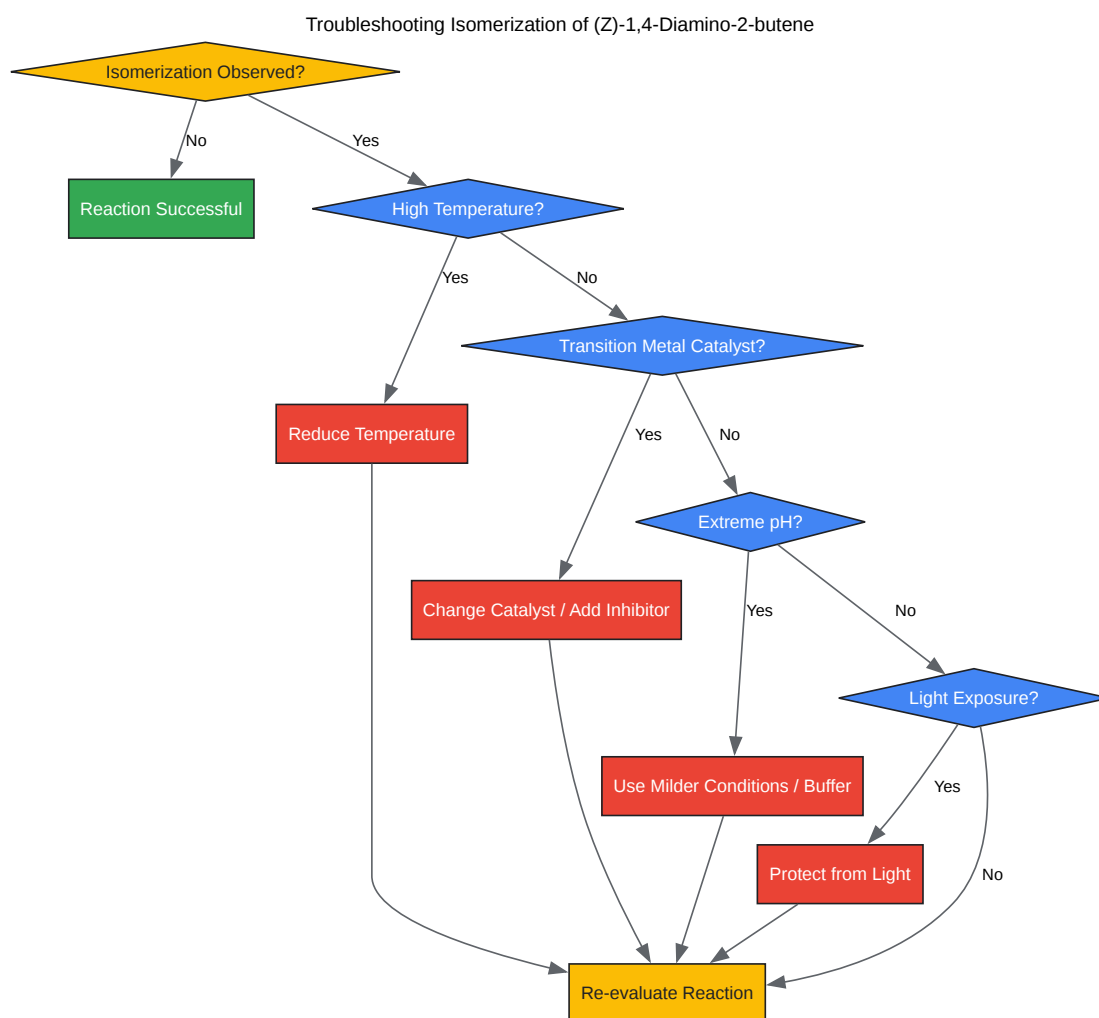 Troubleshooting Isomerization of (Z)-1,4-Diamino-2-butene
Isomerization Observed?
No
Yes
Reaction Successful
High Temperature?
Yes
No
Transition Metal Catalyst?
Reduce Temperature
Yes
No
Extreme pH?
Change Catalyst / Add Inhibitor
Yes
No
Light Exposure?
Use Milder Conditions / Buffer
Yes
Protect from Light
No
Re-evaluate Reaction